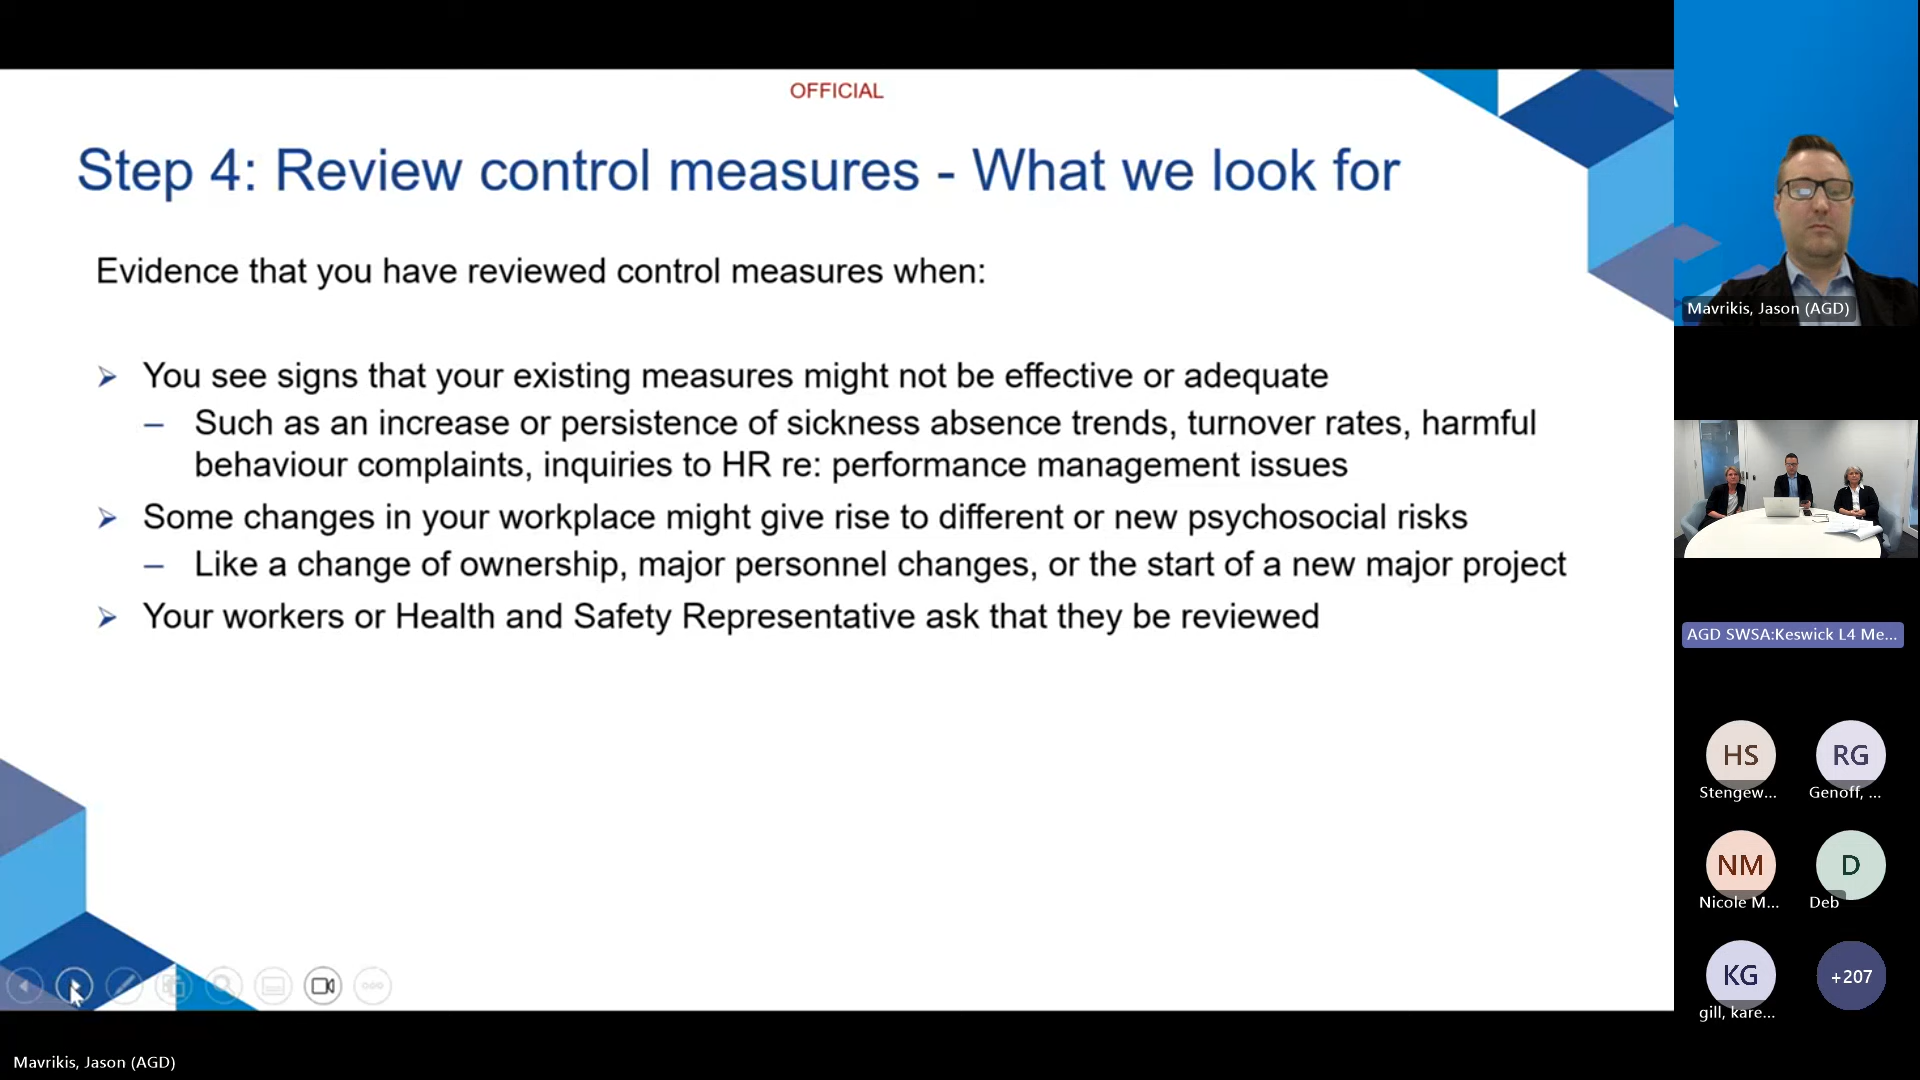 OFFICIAL
Step 4: Review control measures - What we look for
Evidence that you have reviewed control measures when:
You see signs that your existing measures might not be effective or adequate
– Such as an increase or persistence of sickness absence trends, turnover rates, harmful
behaviour complaints, inquiries to HR re: performance management issues
Some changes in your workplace might give rise to different or new psychosocial risks
– Like a change of ownership, major personnel changes, or the start of a new major project
Your workers or Health and Safety Representative ask that they be reviewed
Mavrikis, Jason (AGD)
AGD SWSA:Keswick L4 Me...
HS
Stengew...
RG
Genoff, ...
NM
Nicole M...
D
Deb
KG
gill, kare...
+207
Mavrikis, Jason (AGD)